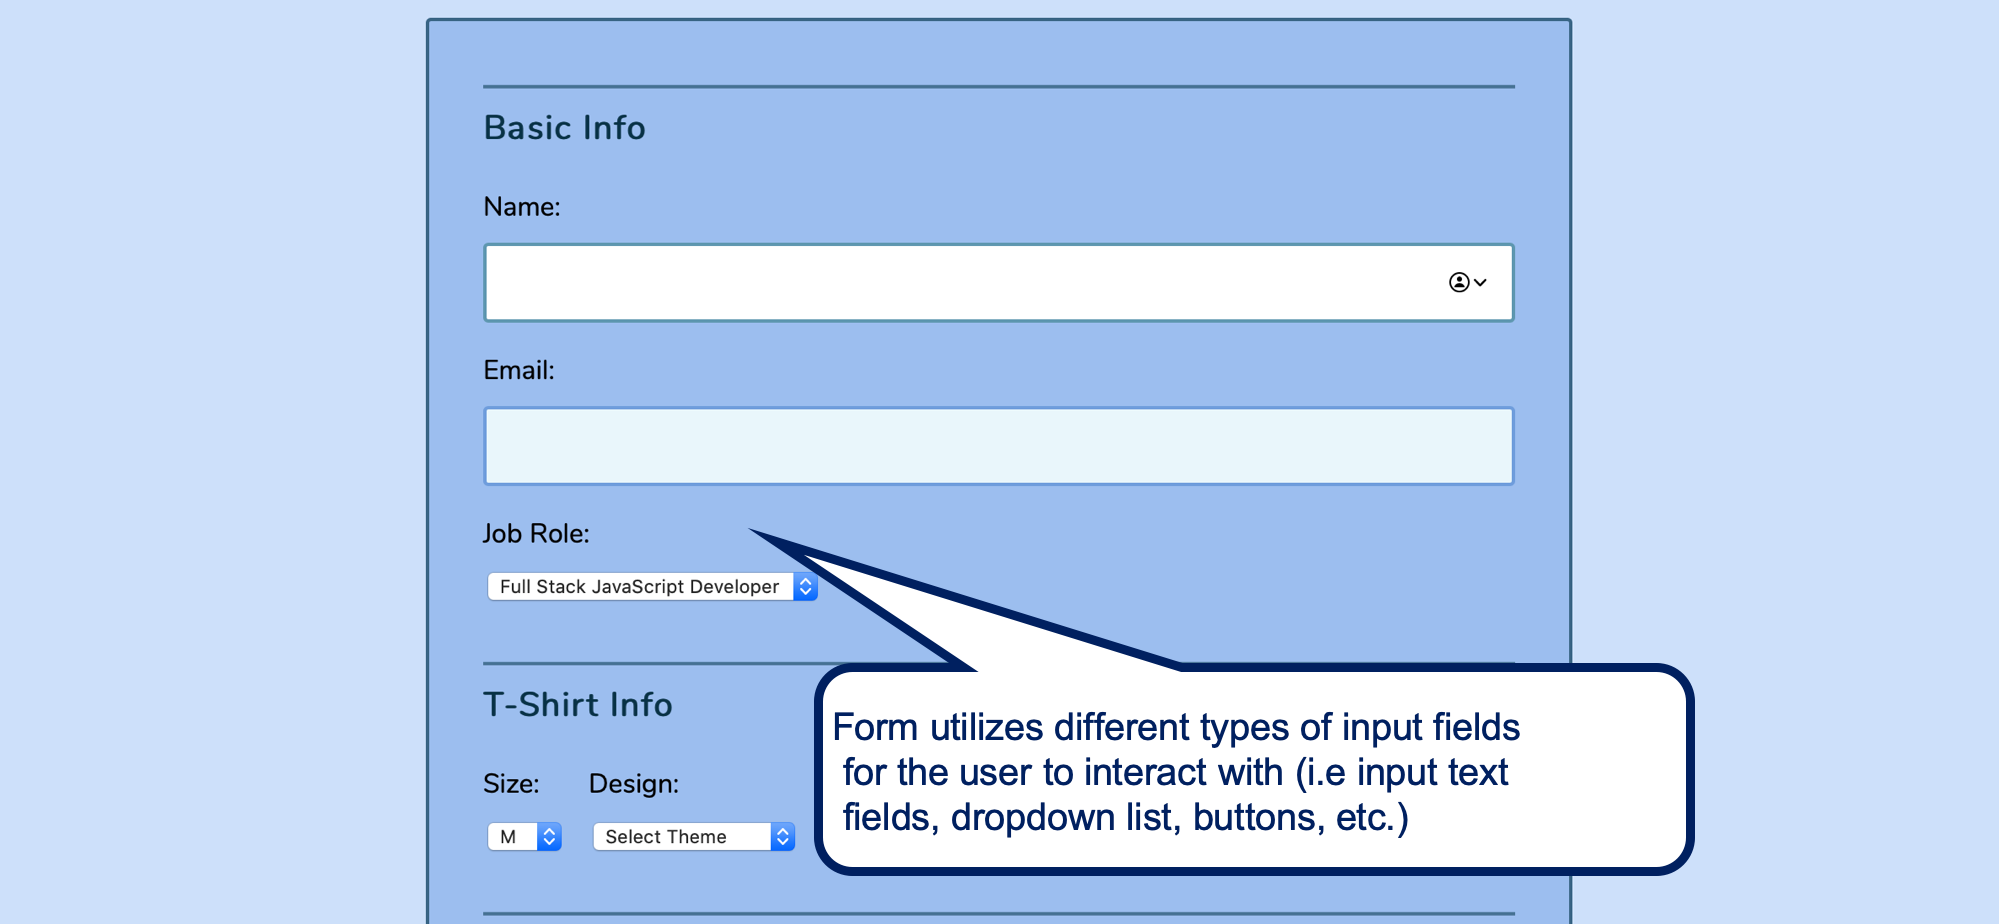 Basic Info
Name:
Email:
Job Role:
Full Stack JavaScript Developer
T-Shirt Info
Size: Design:
M Select Theme
Form utilizes different types of input fields
for the user to interact with (i.e input text
fields, dropdown list, buttons, etc.)